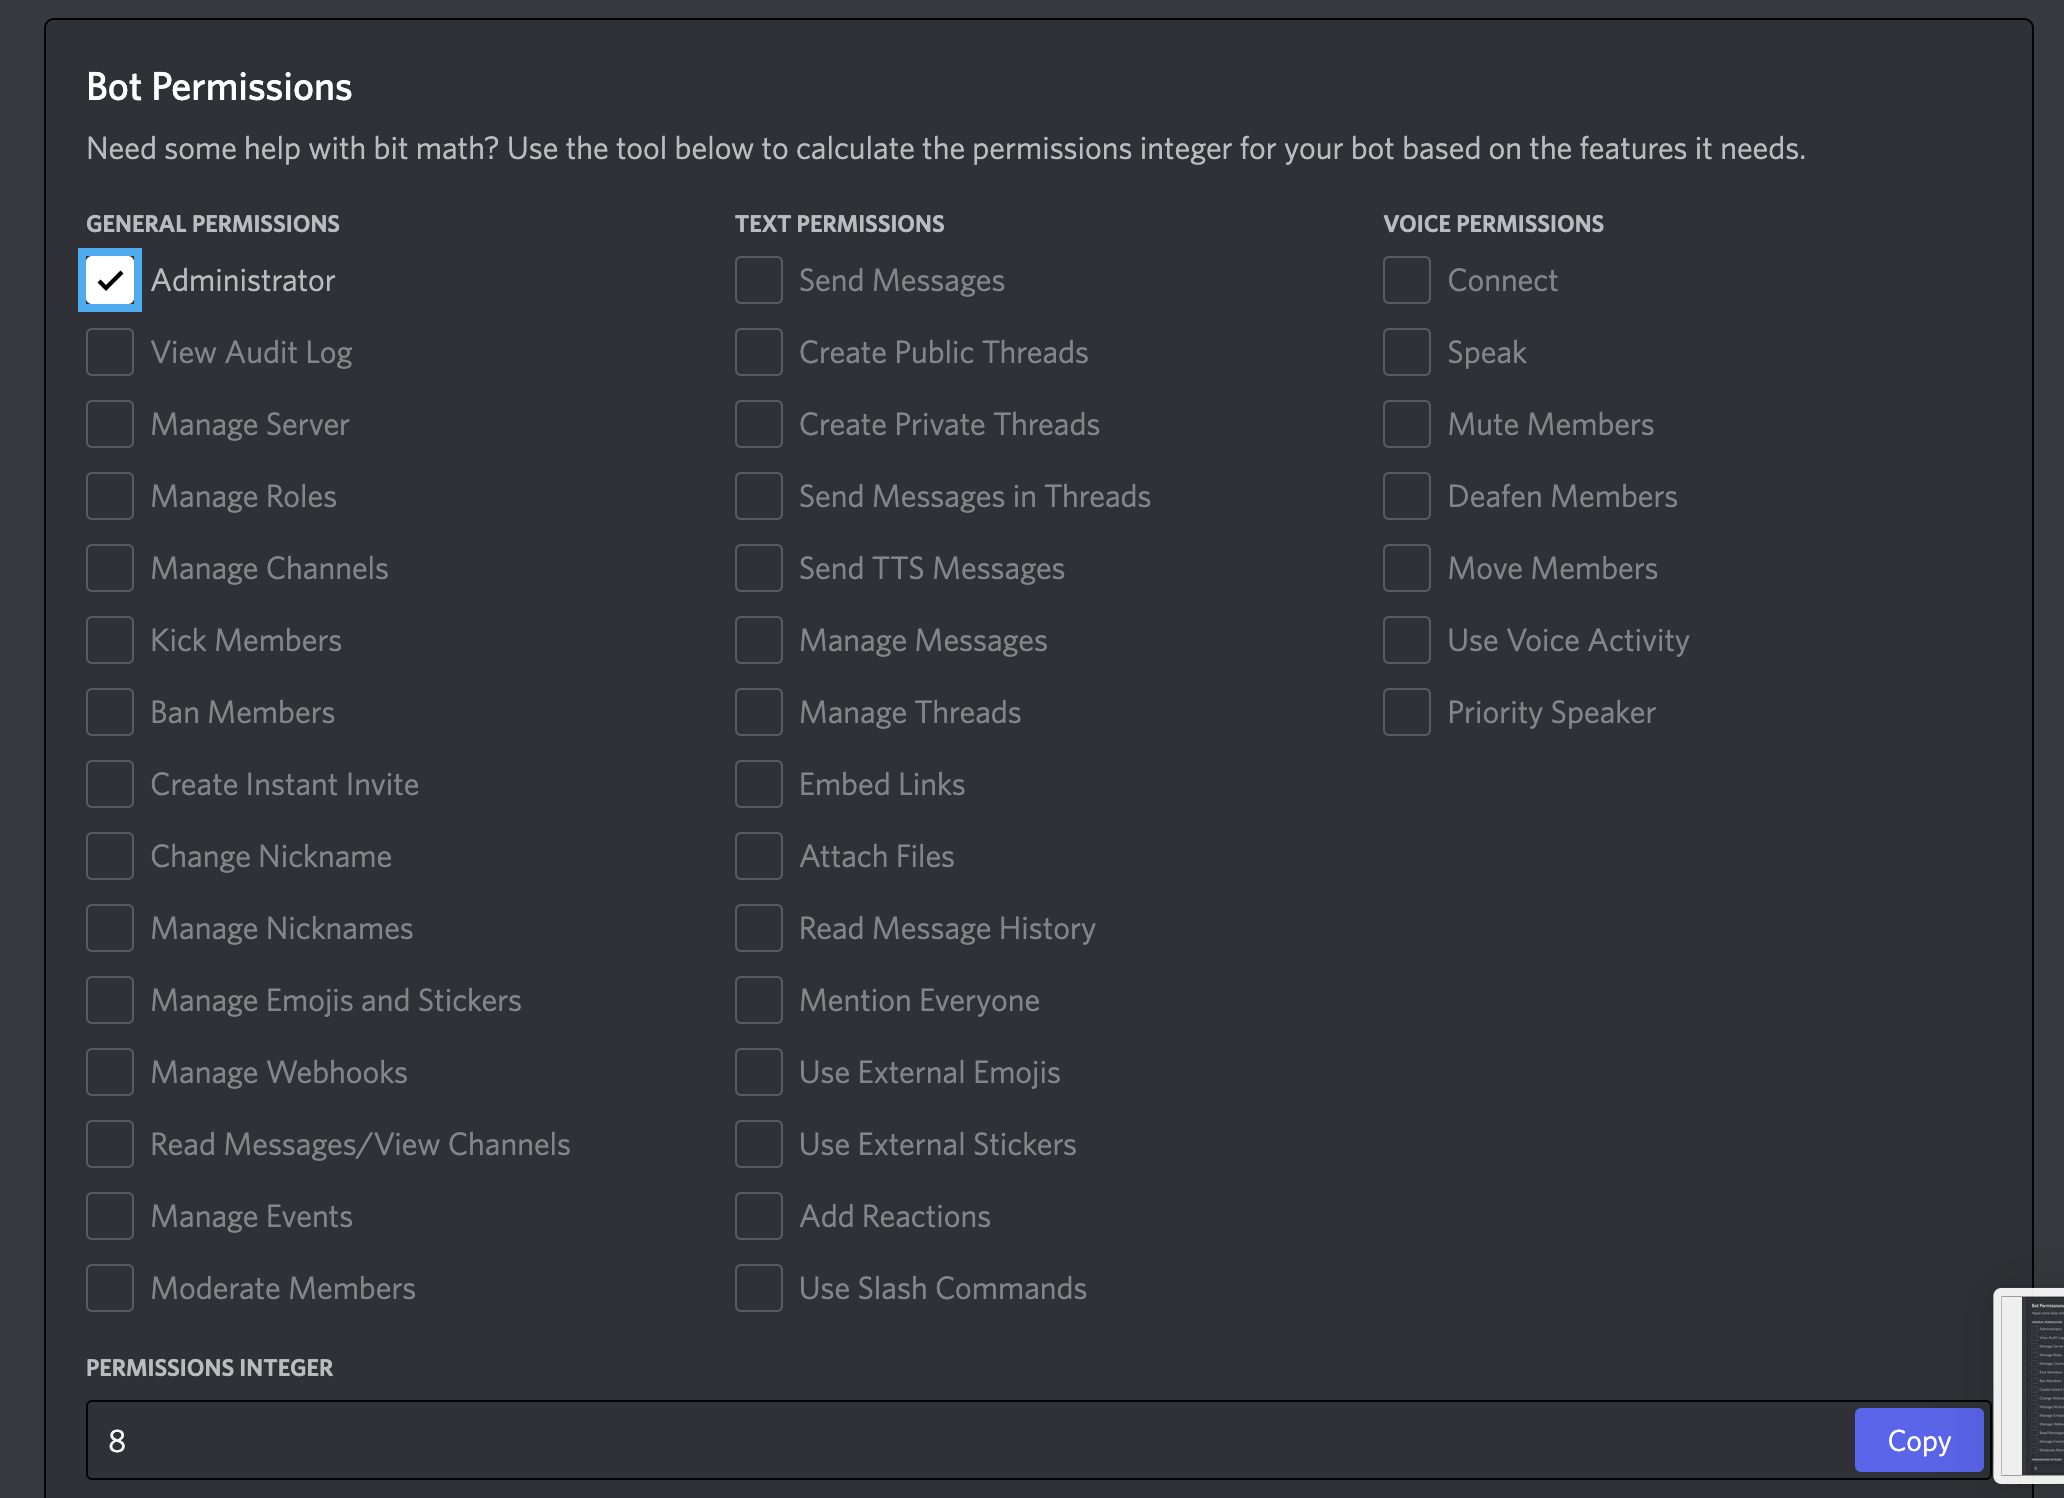 Bot Permissions
Need some help with bit math? Use the tool below to calculate the permissions integer for your bot based on the features it needs.
GENERAL PERMISSIONS
Administrator
View Audit Log
Manage Server
Manage Roles
Manage Channels
Kick Members
Ban Members
Create Instant Invite
Change Nickname
Manage Nicknames
Manage Emojis and Stickers
Manage Webhooks
Read Messages/View Channels
Manage Events
Moderate Members
TEXT PERMISSIONS
Send Messages
Create Public Threads
Create Private Threads
Send Messages in Threads
Send TTS Messages
Manage Messages
Manage Threads
Embed Links
Attach Files
Read Message History
Mention Everyone
Use External Emojis
Use External Stickers
Add Reactions
Use Slash Commands
VOICE PERMISSIONS
Connect
Speak
Mute Members
Deafen Members
Move Members
Use Voice Activity
Priority Speaker
PERMISSIONS INTEGER
8
Copy